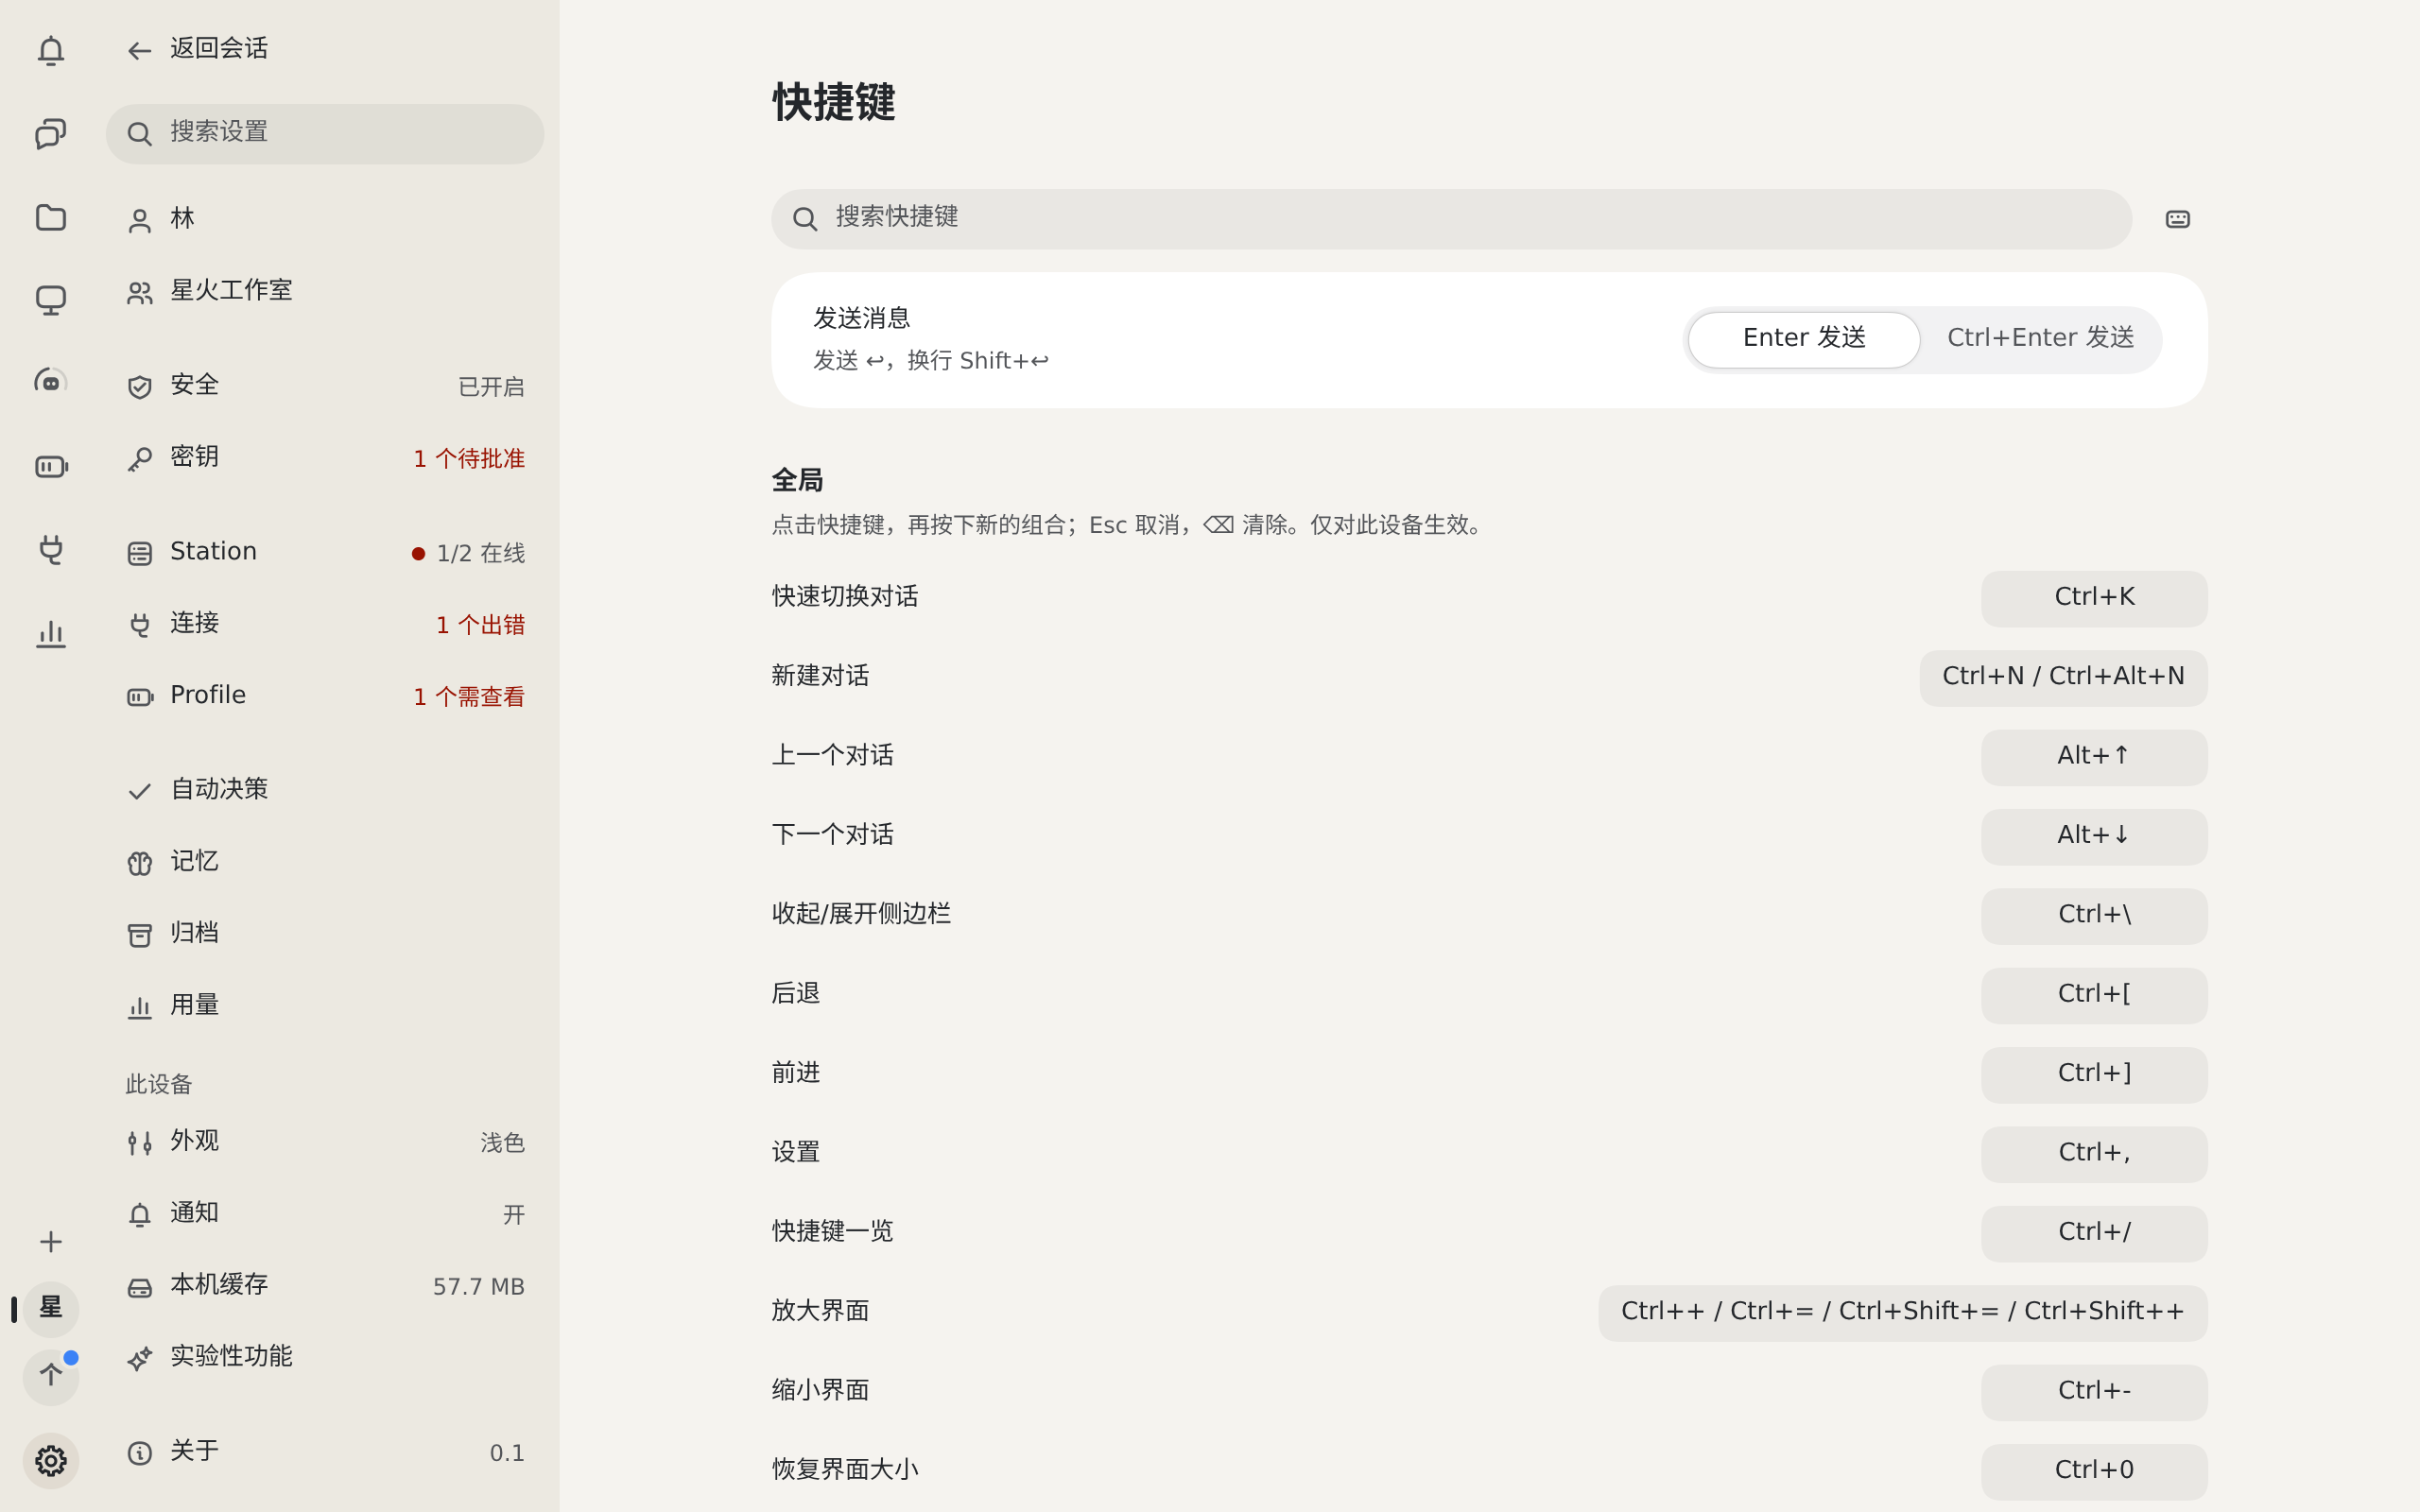 返回会话
搜索设置
林
星火工作室
安全 已开启
密钥 1 个待批准
Station 1/2 在线
连接 1 个出错
Profile 1 个需查看
自动决策
记忆
归档
用量
此设备
外观 浅色
通知 开
本机缓存 57.7 MB
实验性功能
关于 0.1
星
个
快捷键
搜索快捷键
发送消息
发送 ↩，换行 Shift+↩
Enter 发送 Ctrl+Enter 发送
全局
点击快捷键，再按下新的组合；Esc 取消，⌫ 清除。仅对此设备生效。
快速切换对话 Ctrl+K
新建对话 Ctrl+N / Ctrl+Alt+N
上一个对话 Alt+↑
下一个对话 Alt+↓
收起/展开侧边栏 Ctrl+\
后退 Ctrl+[
前进 Ctrl+]
设置 Ctrl+,
快捷键一览 Ctrl+/
放大界面 Ctrl++ / Ctrl+= / Ctrl+Shift+= / Ctrl+Shift++
缩小界面 Ctrl+-
恢复界面大小 Ctrl+0